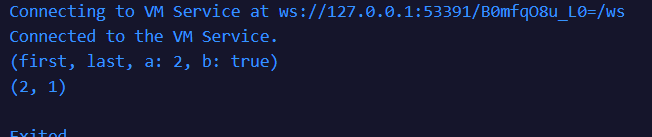 Connecting to VM Service at ws://127.0.0.1:53391/B0mfqO8u_L0=/ws
Connected to the VM Service.
(first, last, a: 2, b: true)
(2, 1)
Exited